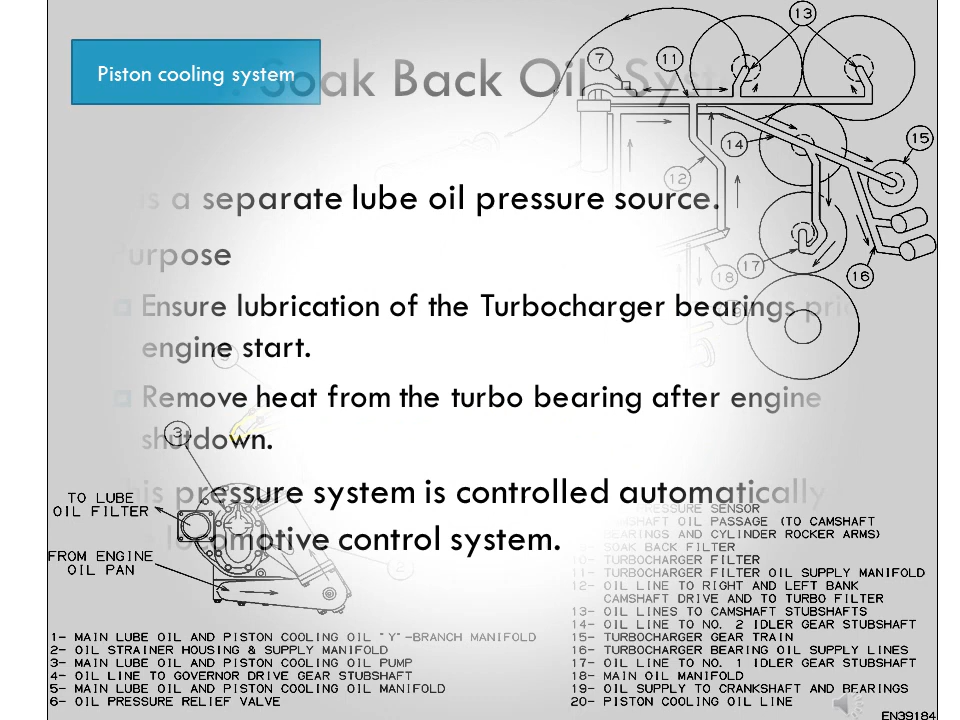 Piston cooling system
Soak Back Oil Sy
a separate lube oil pressure source.
urpose
Ensure lubrication of the Turbocharger bearings pri
engine start.
Remove heat from the turbo bearing after engine
shutdown.
his pressure system is controlled automatically
locomotive control system.
13
7
11
15
14
12
17
18
16
3
2
TO LUBE
OIL FILTER
FROM ENGINE
OIL PAN
1- MAIN LUBE OIL AND PISTON COOLING OIL "Y"-BRANCH MANIFOLD
2- OIL STRAINER HOUSING & SUPPLY MANIFOLD
3- MAIN LUBE OIL AND PISTON COOLING OIL PUMP
4- OIL LINE TO GOVERNOR DRIVE GEAR STUBSHAFT
5- MAIN LUBE OIL AND PISTON COOLING OIL MANIFOLD
6- OIL PRESSURE RELIEF VALVE
PRESSURE SENSOR
SHAFT OIL PASSAGE (TO CAMSHAFT
BEARINGS AND CYLINDER ROCKER ARMS)
SOAK BACK FILTER
10- TURBOCHARGER FILTER
11- TURBOCHARGER FILTER OIL SUPPLY MANIFOLD
12- OIL LINE TO RIGHT AND LEFT BANK
CAMSHAFT DRIVE AND TO TURBO FILTER
13- OIL LINES TO CAMSHAFT STUBSHAFTS
14- OIL LINE TO NO. 2 IDLER GEAR STUBSHAFT
15- TURBOCHARGER GEAR TRAIN
16- TURBOCHARGER BEARING OIL SUPPLY LINES
17- OIL LINE TO NO. 1 IDLER GEAR STUBSHAFT
18- MAIN OIL MANIFOLD
19- OIL SUPPLY TO CRANKSHAFT AND BEARINGS
20- PISTON COOLING OIL LINE
EN39184